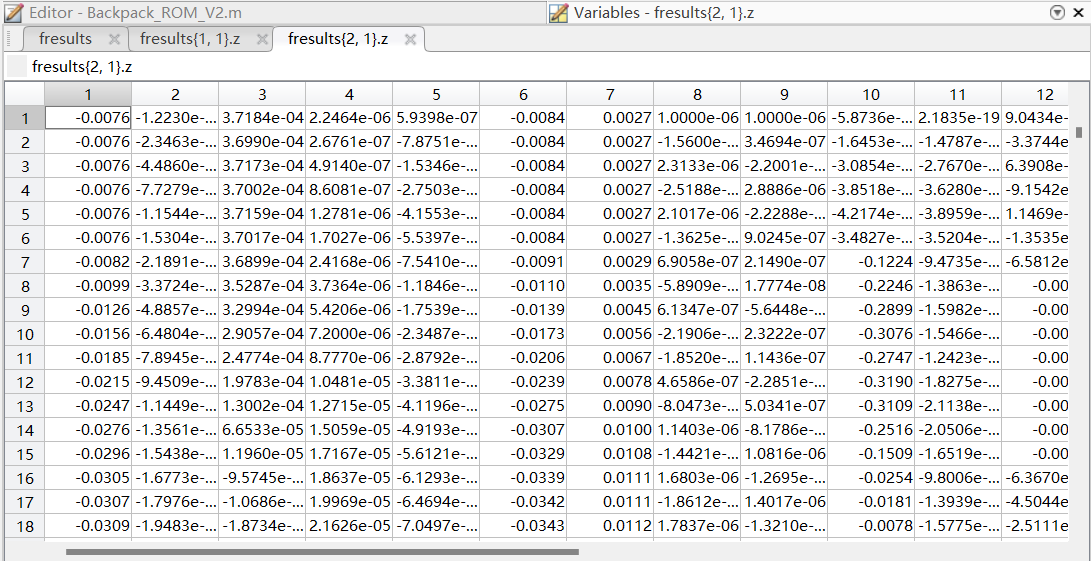 Editor - Backpack_ROM_V2.m Variables - fresults{2, 1}.z
fresults fresults{1, 1}.z fresults{2, 1}.z
fresults{2, 1}.z
1 2 3 4 5 6 7 8 9 10 11 12
1 -0.0076 -1.2230e-... 3.7184e-04 2.2464e-06 5.9398e-07 -0.0084 0.0027 1.0000e-06 1.0000e-06 -5.8736e-... 2.1835e-19 9.0434e-
2 -0.0076 -2.3463e-... 3.6990e-04 2.6761e-07 -7.8751e-... -0.0084 0.0027 -1.5600e-... 3.4694e-07 -1.6453e-... -1.4787e-... -3.3744e-
3 -0.0076 -4.4860e-... 3.7173e-04 4.9140e-07 -1.5346e-... -0.0084 0.0027 2.3133e-06 -2.2001e-... -3.0854e-... -2.7670e-... 6.3908e-
4 -0.0076 -7.7279e-... 3.7002e-04 8.6081e-07 -2.7503e-... -0.0084 0.0027 -2.5188e-... 2.8886e-06 -3.8518e-... -3.6280e-... -9.1542e-
5 -0.0076 -1.1544e-... 3.7159e-04 1.2781e-06 -4.1553e-... -0.0084 0.0027 2.1017e-06 -2.2288e-... -4.2174e-... -3.8959e-... 1.1469e-
6 -0.0076 -1.5304e-... 3.7017e-04 1.7027e-06 -5.5397e-... -0.0084 0.0027 -1.3625e-... 9.0245e-07 -3.4827e-... -3.5204e-... -1.3535e-
7 -0.0082 -2.1891e-... 3.6899e-04 2.4168e-06 -7.5410e-... -0.0091 0.0029 6.9058e-07 2.1490e-07 -0.1224 -9.4735e-... -6.5812e-
8 -0.0099 -3.3724e-... 3.5287e-04 3.7364e-06 -1.1846e-... -0.0110 0.0035 -5.8909e-... 1.7774e-08 -0.2246 -1.3863e-... -0.00
9 -0.0126 -4.8857e-... 3.2994e-04 5.4206e-06 -1.7539e-... -0.0139 0.0045 6.1347e-07 -5.6448e-... -0.2899 -1.5982e-... -0.00
10 -0.0156 -6.4804e-... 2.9057e-04 7.2000e-06 -2.3487e-... -0.0173 0.0056 -2.1906e-... 2.3222e-07 -0.3076 -1.5466e-... -0.00
11 -0.0185 -7.8945e-... 2.4774e-04 8.7770e-06 -2.8792e-... -0.0206 0.0067 -1.8520e-... 1.1436e-07 -0.2747 -1.2423e-... -0.00
12 -0.0215 -9.4509e-... 1.9783e-04 1.0481e-05 -3.3811e-... -0.0239 0.0078 4.6586e-07 -2.2851e-... -0.3190 -1.8275e-... -0.00
13 -0.0247 -1.1449e-... 1.3002e-04 1.2715e-05 -4.1196e-... -0.0275 0.0090 -8.0473e-... 5.0341e-07 -0.3109 -2.1138e-... -0.00
14 -0.0276 -1.3561e-... 6.6533e-05 1.5059e-05 -4.9193e-... -0.0307 0.0100 1.1403e-06 -8.1786e-... -0.2516 -2.0506e-... -0.00
15 -0.0296 -1.5438e-... 1.1960e-05 1.7167e-05 -5.6121e-... -0.0329 0.0108 -1.4421e-... 1.0816e-06 -0.1509 -1.6519e-... -0.00
16 -0.0305 -1.6773e-... -9.5745e-... 1.8637e-05 -6.1293e-... -0.0339 0.0111 1.6803e-06 -1.2695e-... -0.0254 -9.8006e-... -6.3670e-
17 -0.0307 -1.7976e-... -1.0686e-... 1.9969e-05 -6.4694e-... -0.0342 0.0111 -1.8612e-... 1.4017e-06 -0.0181 -1.3939e-... -4.5044e-
18 -0.0309 -1.9483e-... -1.8734e-... 2.1626e-05 -7.0497e-... -0.0343 0.0112 1.7837e-06 -1.3210e-... -0.0078 -1.5775e-... -2.5111e-